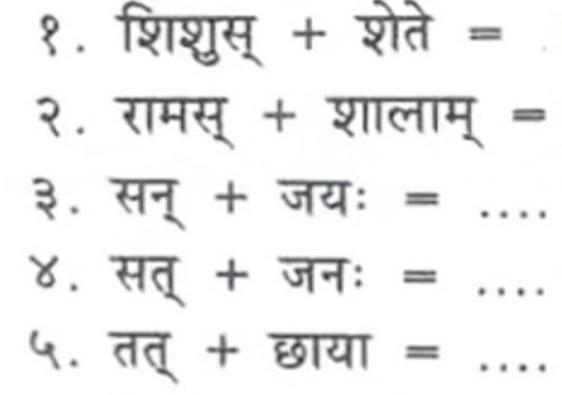 १. शिशुस् + शेते =
२. रामस् + शालाम् =
३. सन् + जयः = ....
४. सत् + जनः = ....
५. तत् + छाया = ....